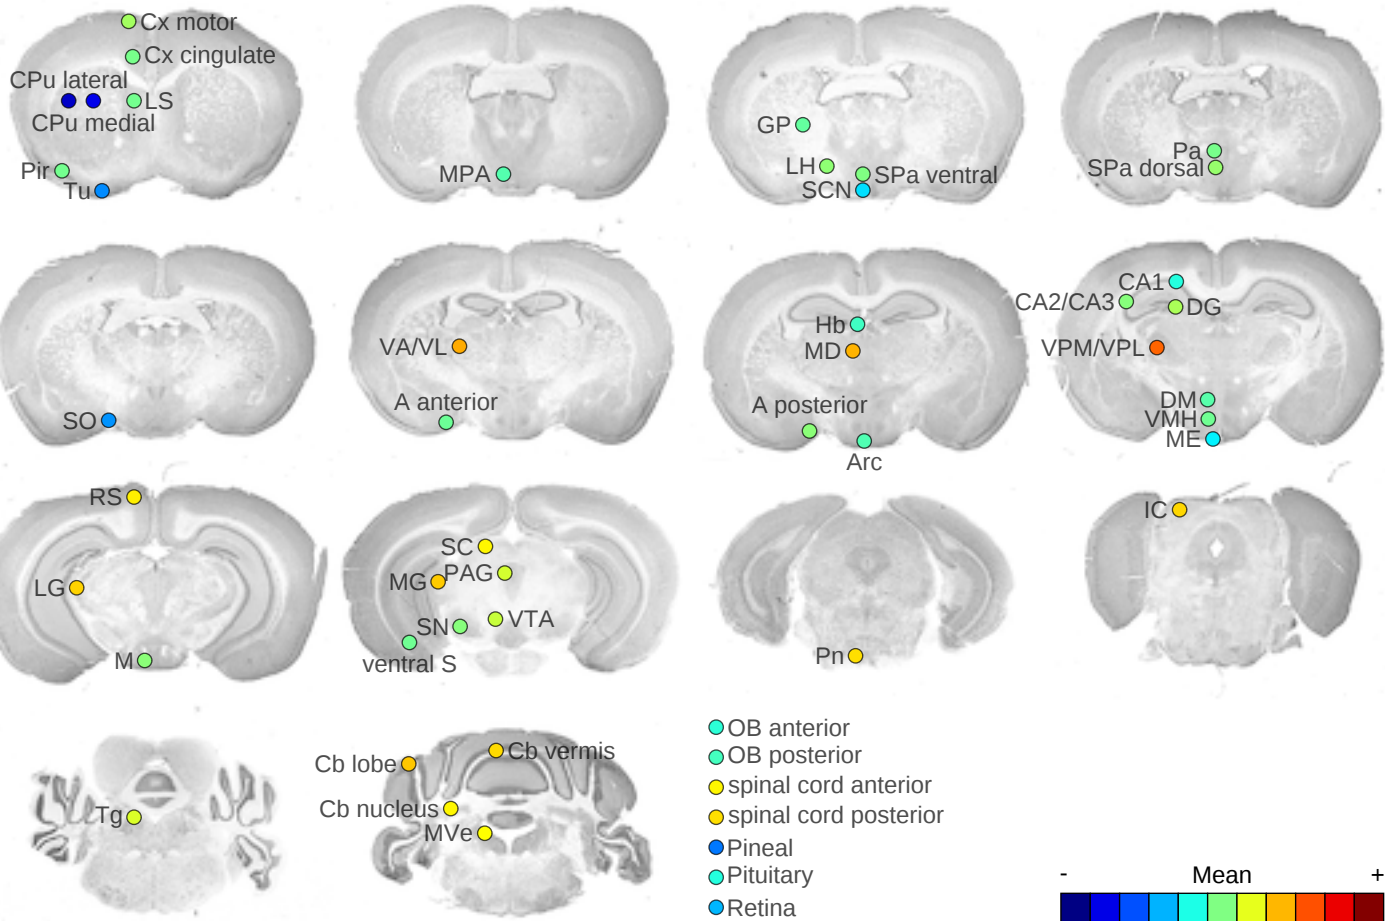 Cx motor
Cx cingulate
CPu lateral
LS
CPu medial
Pir
Tu
MPA
GP
LH
SPa ventral
SCN
Pa
SPa dorsal
SO
VA/VL
A anterior
Hb
MD
A posterior
Arc
CA1
CA2/CA3
DG
VPM/VPL
DM
VMH
ME
RS
LG
M
SC
MG
PAG
SN
VTA
ventral S
Pn
IC
Tg
Cb lobe
Cb vermis
Cb nucleus
MVe
OB anterior
OB posterior
spinal cord anterior
spinal cord posterior
Pineal
Pituitary
Retina
- Mean +